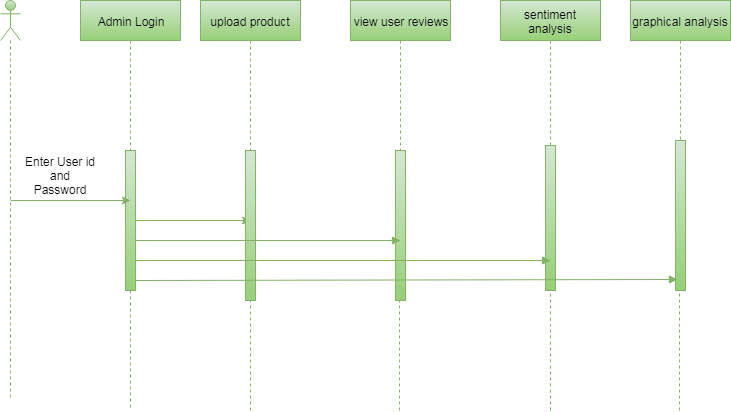 Admin Login
upload product
view user reviews
sentiment
analysis
graphical analysis
Enter User id
and
Password